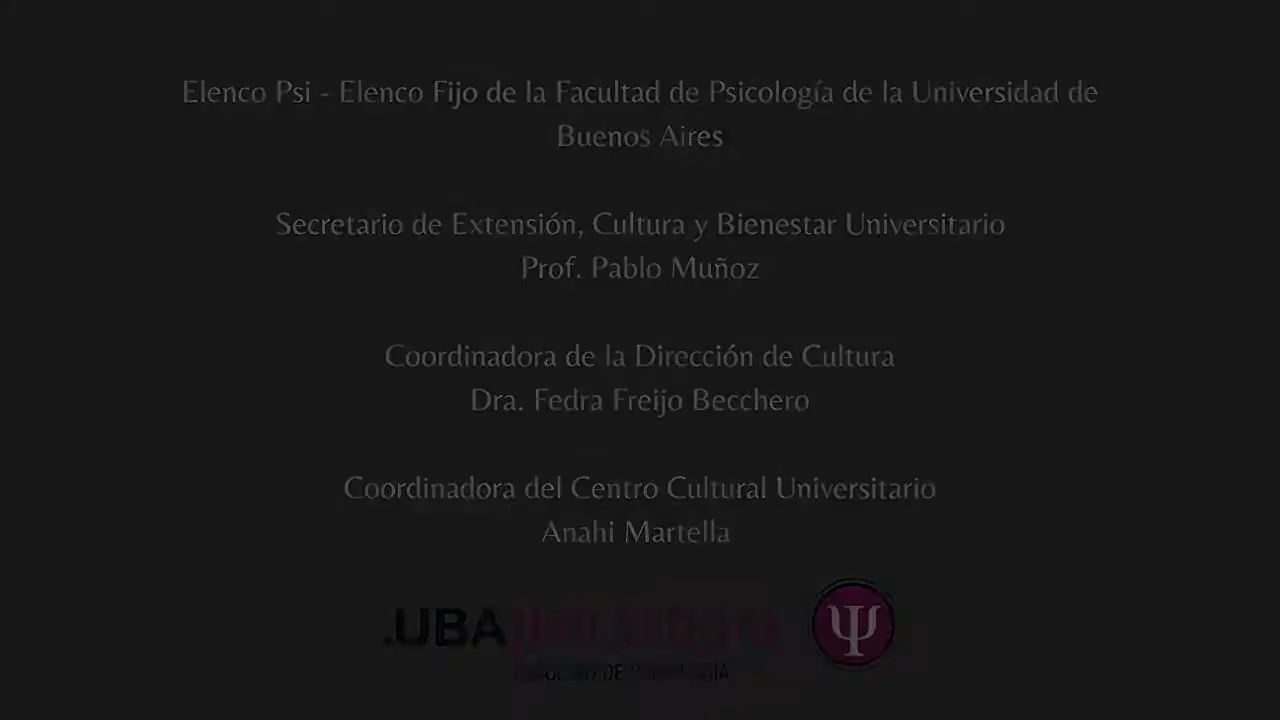 Elenco Psi - Elenco Fijo de la Facultad de Psicología de la Universidad de
Buenos Aires
Secretario de Extensión, Cultura y Bienestar Universitario
Prof. Pablo Muñoz
Coordinadora de la Dirección de Cultura
Dra. Fedra Freijo Becchero
Coordinadora del Centro Cultural Universitario
Anahi Martella
.UBA
DE